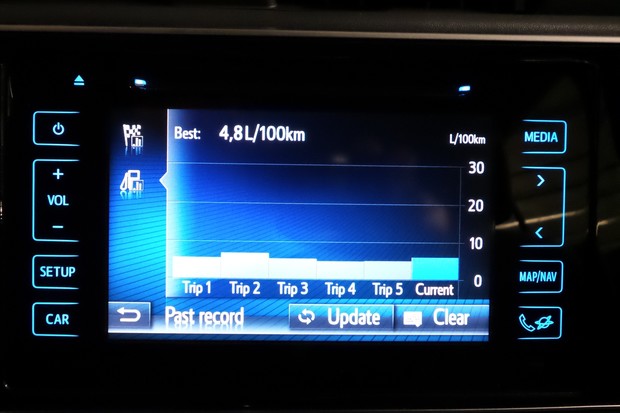 Best: 4,8 L/100km
L/100km
30
20
10
0
Trip 1 Trip 2 Trip 3 Trip 4 Trip 5 Current
Past record Update Clear
+
VOL
−
SETUP
CAR
MEDIA
>
<
MAP/NAV